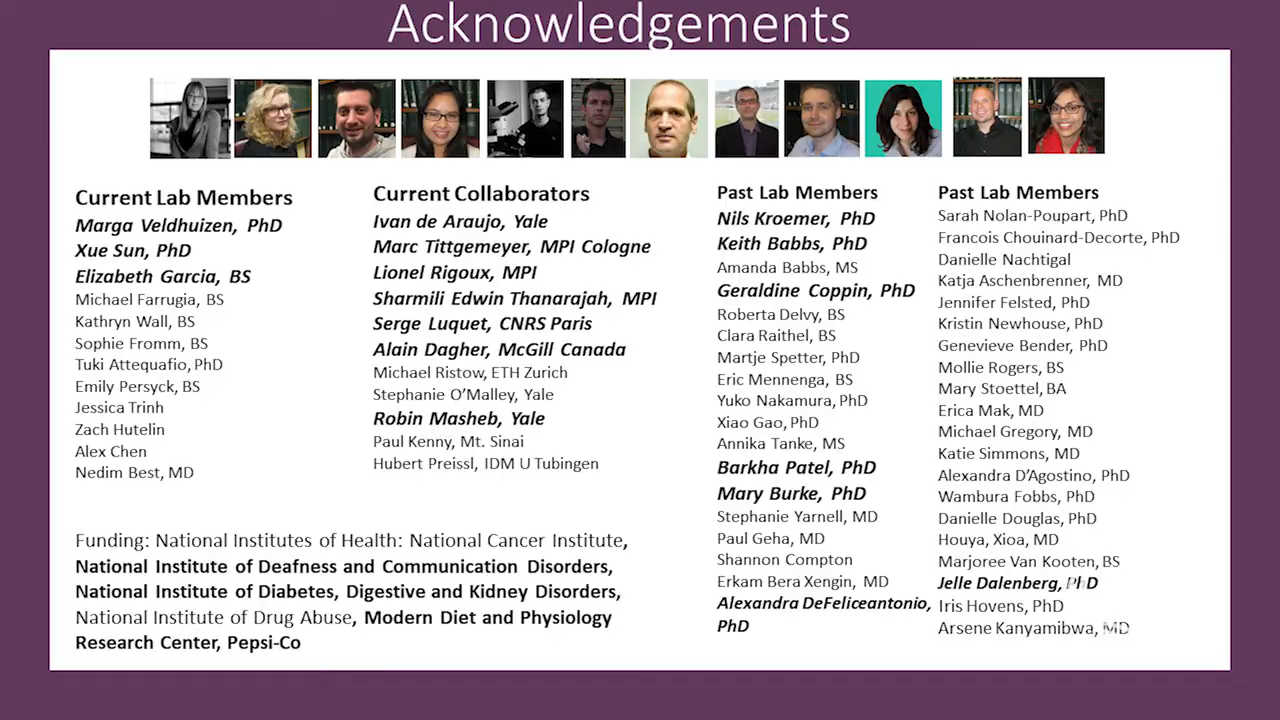 Acknowledgements
Current Lab Members
Marga Veldhuizen, PhD
Xue Sun, PhD
Elizabeth Garcia, BS
Michael Farrugia, BS
Kathryn Wall, BS
Sophie Fromm, BS
Tuki Attequafio, PhD
Emily Persyck, BS
Jessica Trinh
Zach Hutelin
Alex Chen
Nedim Best, MD
Current Collaborators
Ivan de Araujo, Yale
Marc Tittgemeyer, MPI Cologne
Lionel Rigoux, MPI
Sharmili Edwin Thanarajah, MPI
Serge Luquet, CNRS Paris
Alain Dagher, McGill Canada
Michael Ristow, ETH Zurich
Stephanie O’Malley, Yale
Robin Masheb, Yale
Paul Kenny, Mt. Sinai
Hubert Preissl, IDM U Tubingen
Funding: National Institutes of Health: National Cancer Institute,
National Institute of Deafness and Communication Disorders,
National Institute of Diabetes, Digestive and Kidney Disorders,
National Institute of Drug Abuse, Modern Diet and Physiology
Research Center, Pepsi-Co
Past Lab Members
Nils Kroemer, PhD
Keith Babbs, PhD
Amanda Babbs, MS
Geraldine Coppin, PhD
Roberta Delvy, BS
Clara Raithel, BS
Martje Spetter, PhD
Eric Mennenga, BS
Yuko Nakamura, PhD
Xiao Gao, PhD
Annika Tanke, MS
Barkha Patel, PhD
Mary Burke, PhD
Stephanie Yarnell, MD
Paul Geha, MD
Shannon Compton
Erkam Bera Xengin, MD
Alexandra DeFeliceantonio,
PhD
Past Lab Members
Sarah Nolan-Poupart, PhD
Francois Chouinard-Decorte, PhD
Danielle Nachtigal
Katja Aschenbrenner, MD
Jennifer Felsted, PhD
Kristin Newhouse, PhD
Genevieve Bender, PhD
Mollie Rogers, BS
Mary Stoettel, BA
Erica Mak, MD
Michael Gregory, MD
Katie Simmons, MD
Alexandra D’Agostino, PhD
Wambura Fobbs, PhD
Danielle Douglas, PhD
Houya, Xioa, MD
Marjoree Van Kooten, BS
Jelle Dalenberg, PhD
Iris Hovens, PhD
Arsene Kanyamibwa, MD